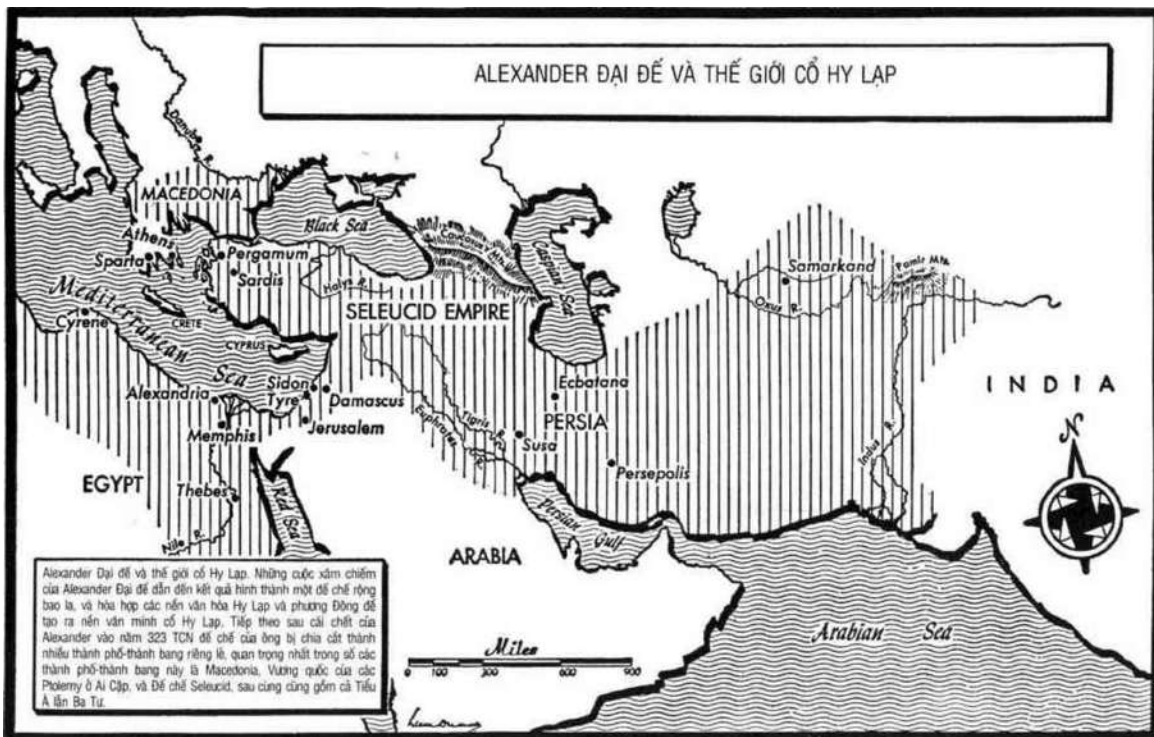 ALEXANDER ĐẠI ĐẾ VÀ THẾ GIỚI CỔ HY LẠP
Danube R.
MACEDONIA
Black Sea
Caucasus Mts.
Caspian Sea
Athens
Pergamum
Sparta
Sardis
Halys R.
Samarkand
Pamir Mts.
Oxus R.
SELEUCID EMPIRE
Mediterranean
Sea
Cyrene
CRETE
CYPRUS
Sidon
Tyre
Damascus
Alexandria
Jerusalem
Memphis
Ecbatana
PERSIA
Tigris R.
Euphrates
Susa
Persepolis
INDIA
Indus R.
N
EGYPT
Thebes
Red Sea
Nile R.
Persian Gulf
ARABIA
Arabian Sea
Alexander Đại đế và thế giới cổ Hy Lạp. Những cuộc xâm chiếm
của Alexander Đại đế dẫn đến kết quả hình thành một đế chế rộng
bao la, và hòa hợp các nền văn hóa Hy Lạp và phương Đông để
tạo ra nền văn minh cổ Hy Lạp. Tiếp theo sau cái chết của
Alexander vào năm 323 TCN đế chế của ông bị chia cắt thành
nhiều thành phố-thành bang riêng lẻ, quan trọng nhất trong số các
thành phố-thành bang này là Macedonia, Vương quốc của các
Ptolemy ở Ai Cập, và Đế chế Seleucid, sau cùng cũng gồm cả Tiểu
Á lẫn Ba Tư.
Miles
0 100 300 600 900